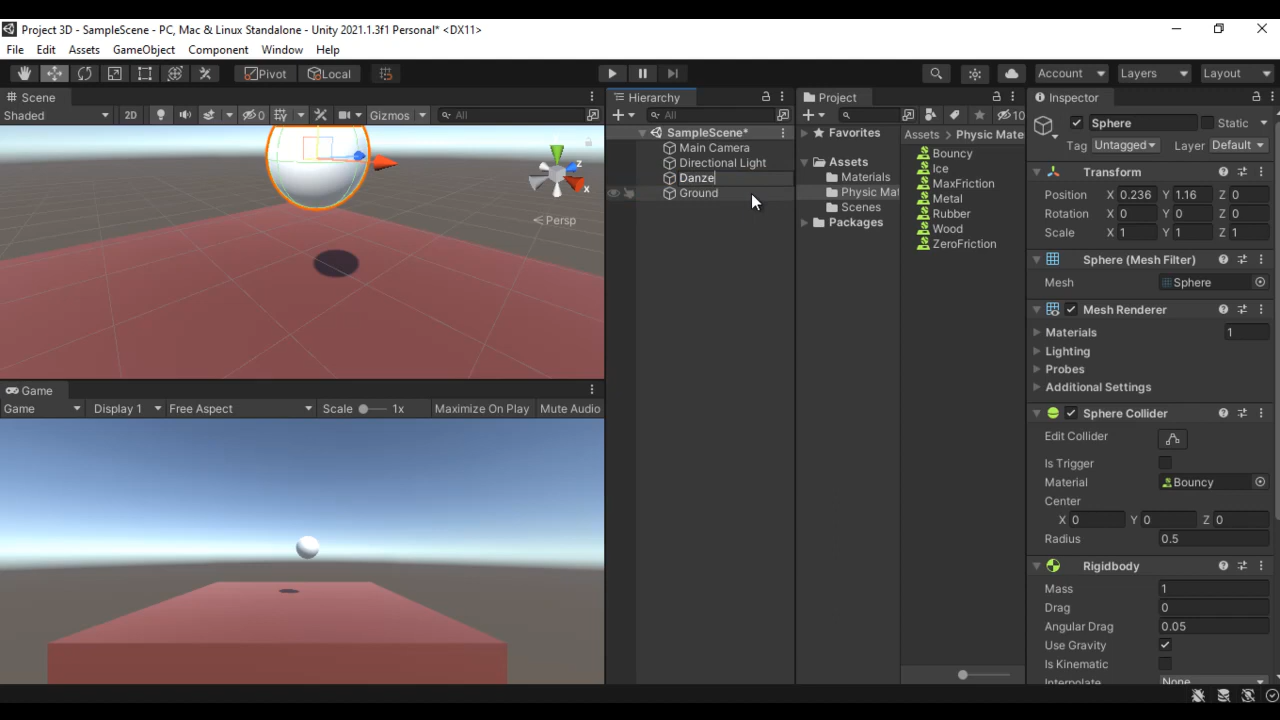 Project 3D - SampleScene - PC, Mac & Linux Standalone - Unity 2021.1.3f1 Personal* <DX11>
File Edit Assets GameObject Component Window Help
Pivot Local Account Layers Layout
Scene
Shaded 2D Gizmos All
z
x
Persp
Game
Game Display 1 Free Aspect Scale 1x Maximize On Play Mute Audio
Hierarchy
All
SampleScene*
Main Camera
Directional Light
Danze
Ground
Project
10
Favorites
Assets
Materials
Physic Mat
Scenes
Packages
Assets Physic Mate
Bouncy
Ice
MaxFriction
Metal
Rubber
Wood
ZeroFriction
Inspector
Sphere Static
Tag Untagged Layer Default
Transform
Position X 0.236 Y 1.16 Z 0
Rotation X 0 Y 0 Z 0
Scale X 1 Y 1 Z 1
Sphere (Mesh Filter)
Mesh Sphere
Mesh Renderer
Materials 1
Lighting
Probes
Additional Settings
Sphere Collider
Edit Collider
Is Trigger
Material Bouncy
Center
X 0 Y 0 Z 0
Radius 0.5
Rigidbody
Mass 1
Drag 0
Angular Drag 0.05
Use Gravity
Is Kinematic
Interpolate None